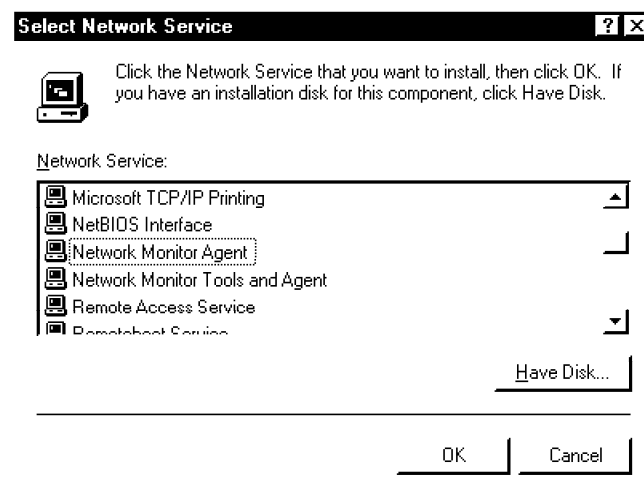 Select Network Service
Click the Network Service that you want to install, then click OK. If
you have an installation disk for this component, click Have Disk.
Network Service:
Microsoft TCP/IP Printing
NetBIOS Interface
Network Monitor Agent
Network Monitor Tools and Agent
Remote Access Service
Remoteboot Service
Have Disk...
OK
Cancel